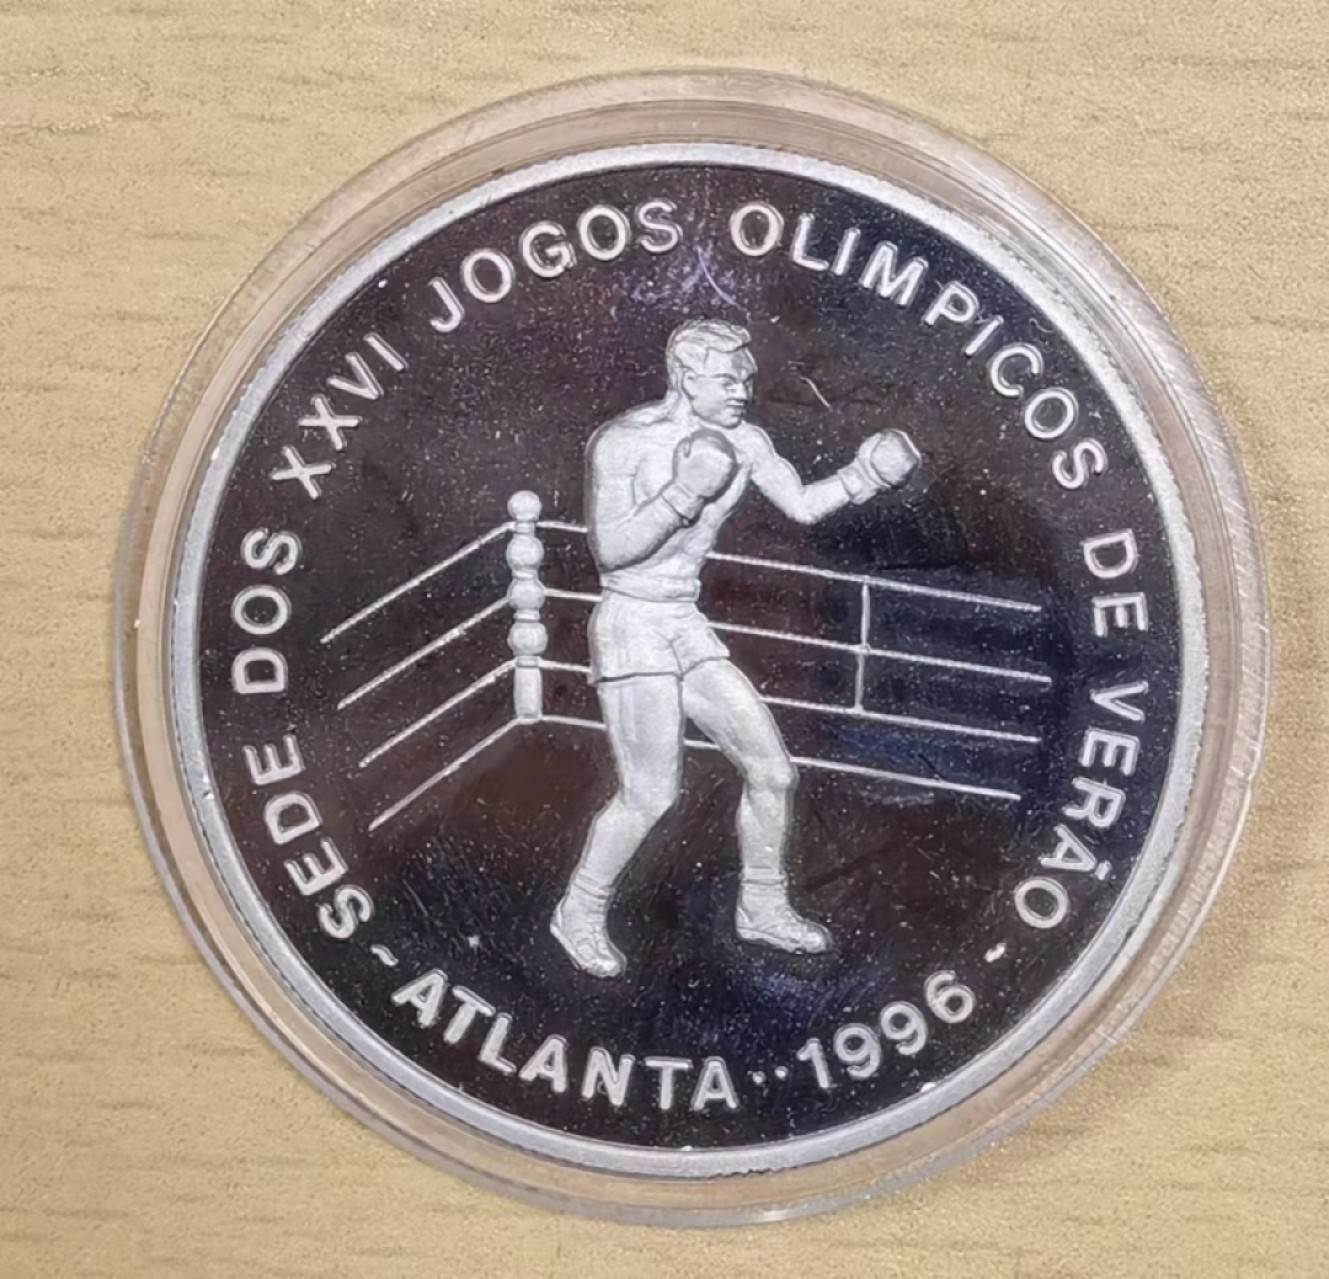 SEDE DOS XXVI JOGOS OLIMPICOS DE VERÃO
~ATLANTA··1996~